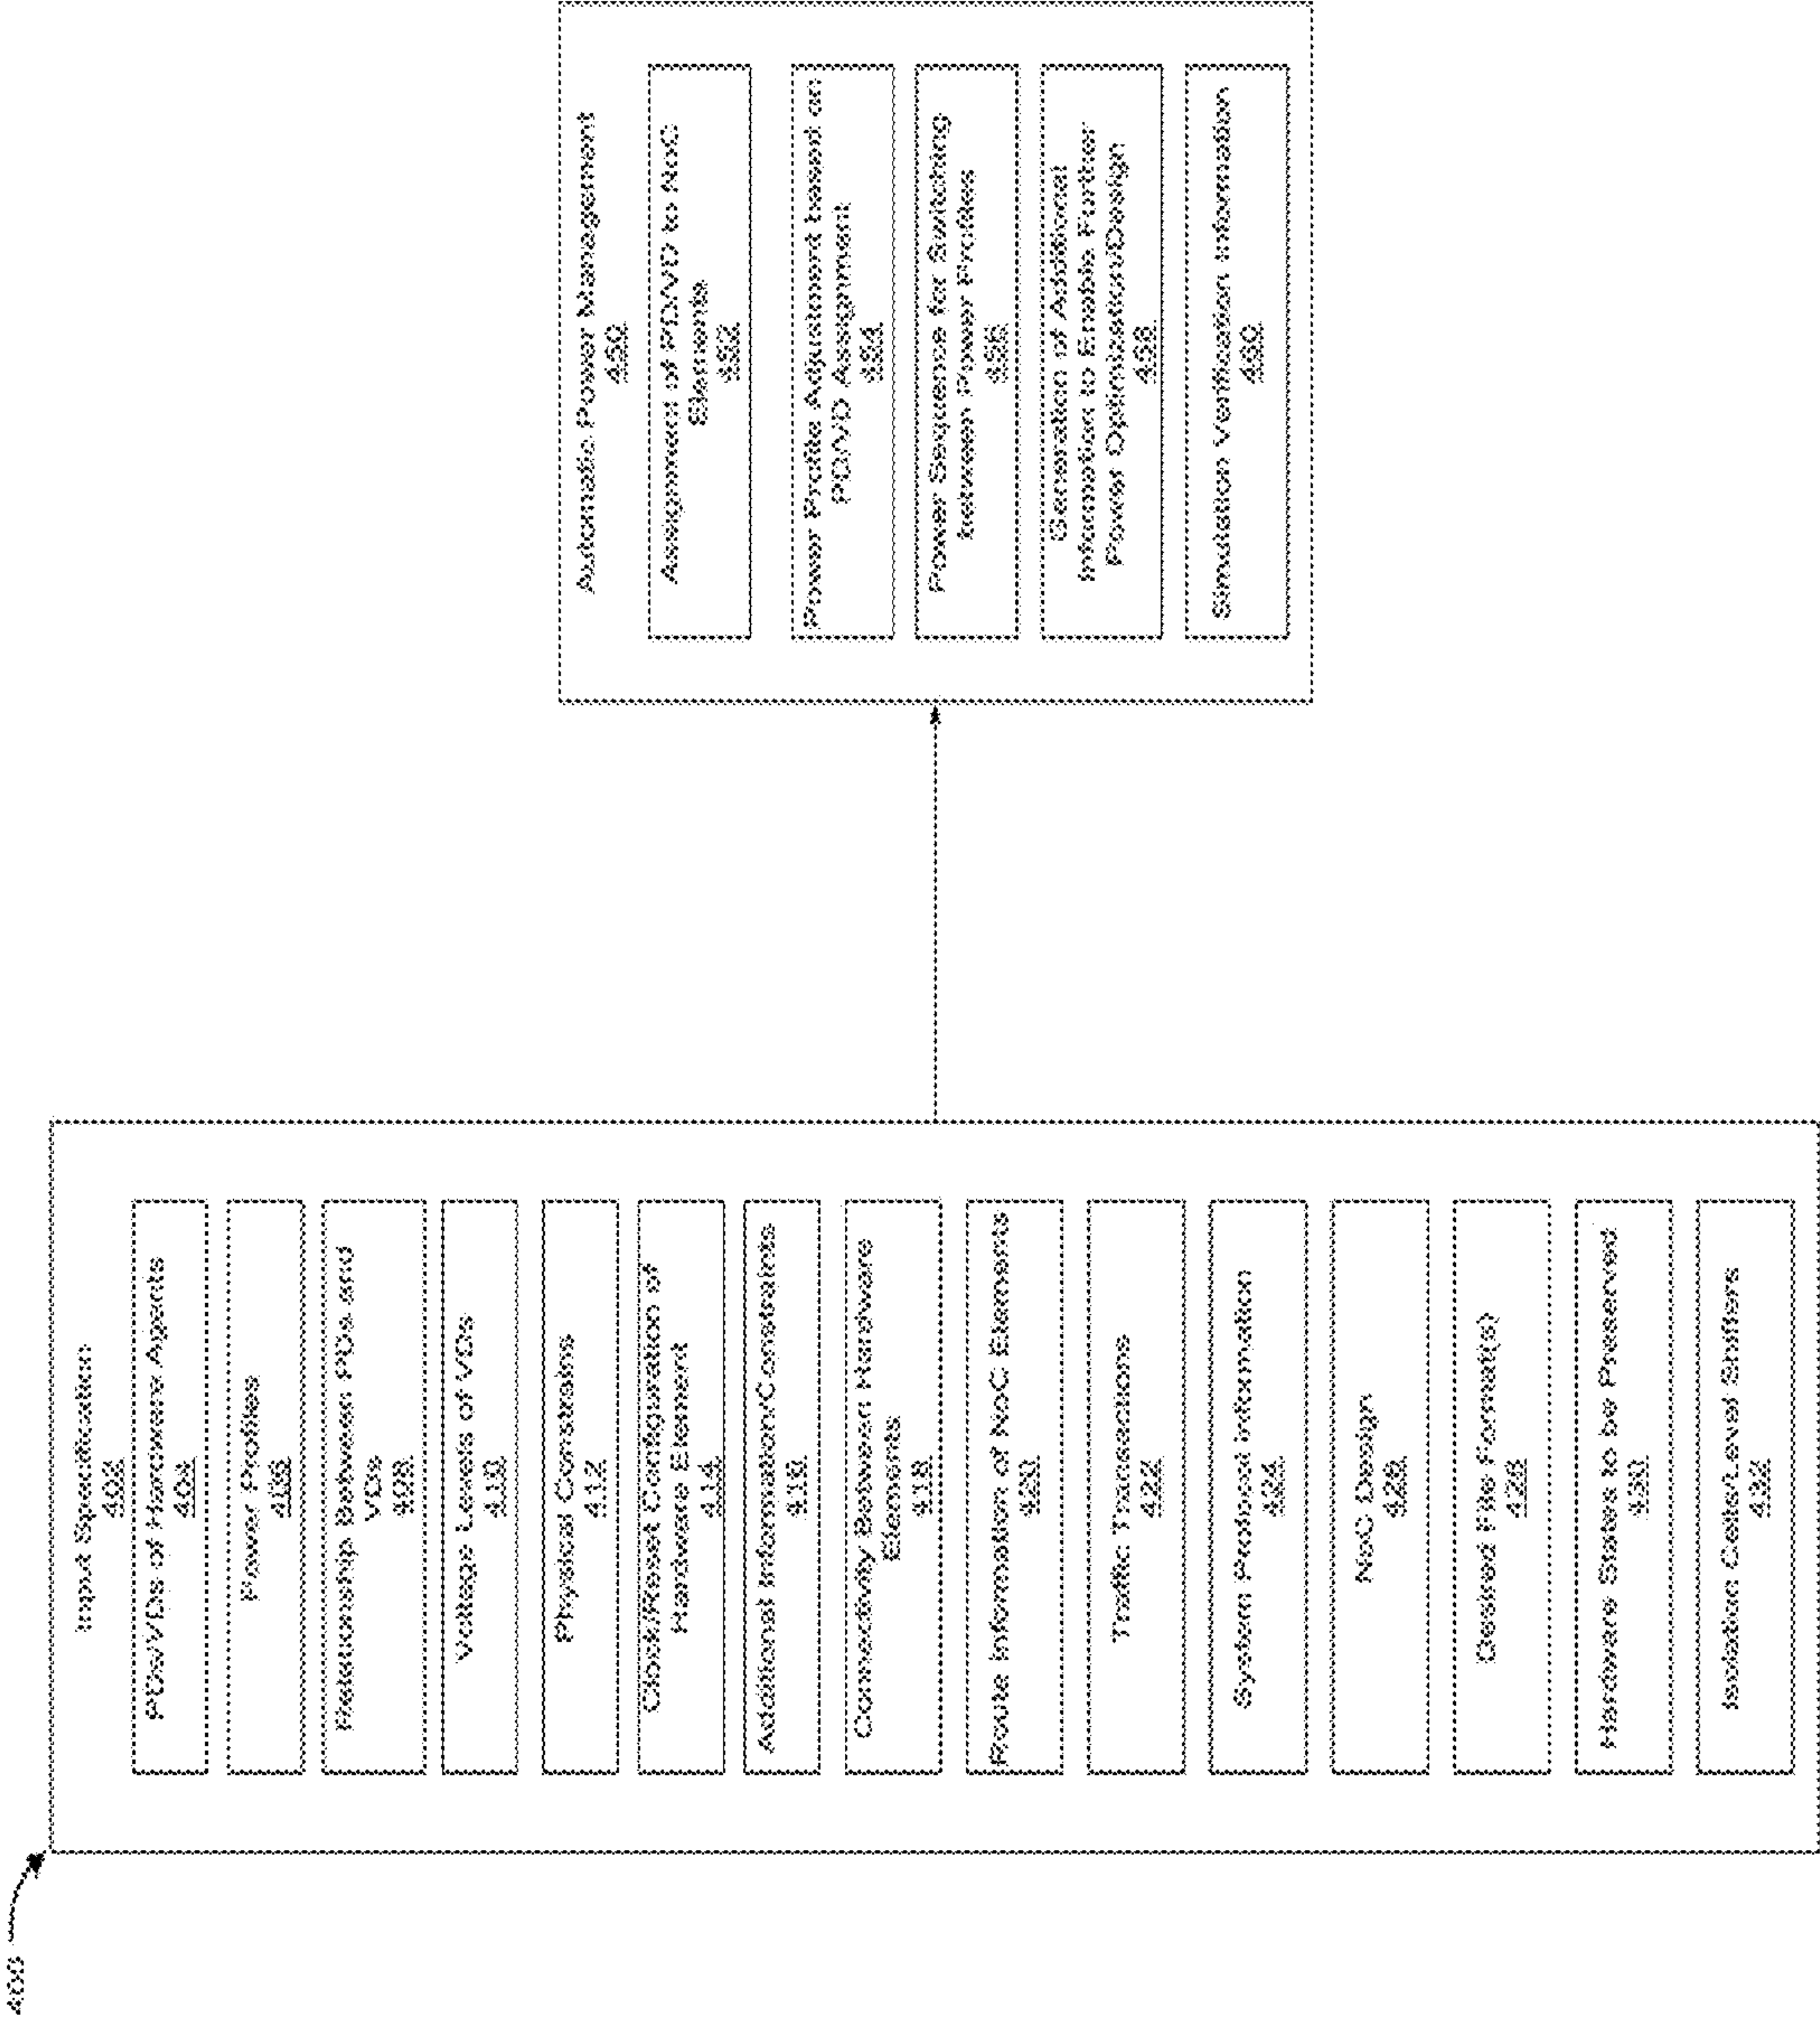 400
Input Specification
402
PDs/VDs of Hardware Agents
404
Power Profiles
406
Relationship Between PDs and
VDs
408
Voltage Levels of VDs
410
Physical Constrains
412
Clock/Reset Configuration of
Hardware Element
414
Additional Information/Constraints
416
Connectivity Between Hardware
Elements
418
Route Information of NoC Elements
420
Traffic Transactions
422
System Protocol Information
424
NoC Design
426
Desired File Format(s)
428
Hardware States to be Preserved
430
Isolation Cells/Level Shifters
432
Automatic Power Management
450
Assignment of PD/VD to NoC
Elements
452
Power Profile Adjustment based on
PD/VD Assignment
454
Power Sequence for Switching
between Power Profiles
456
Generation of Additional
Information to Enable Further
Power Optimization/Design
458
Simulation Verification Information
460